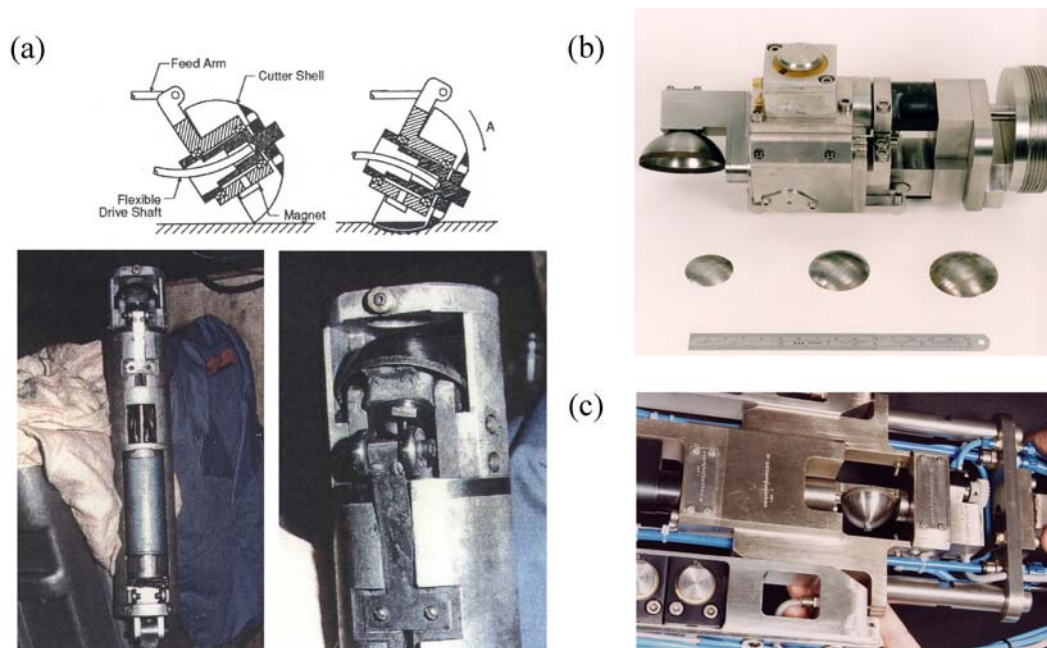 (a)
Feed Arm
Cutter Shell
A
Flexible
Drive Shaft
Magnet
(b)
(c)